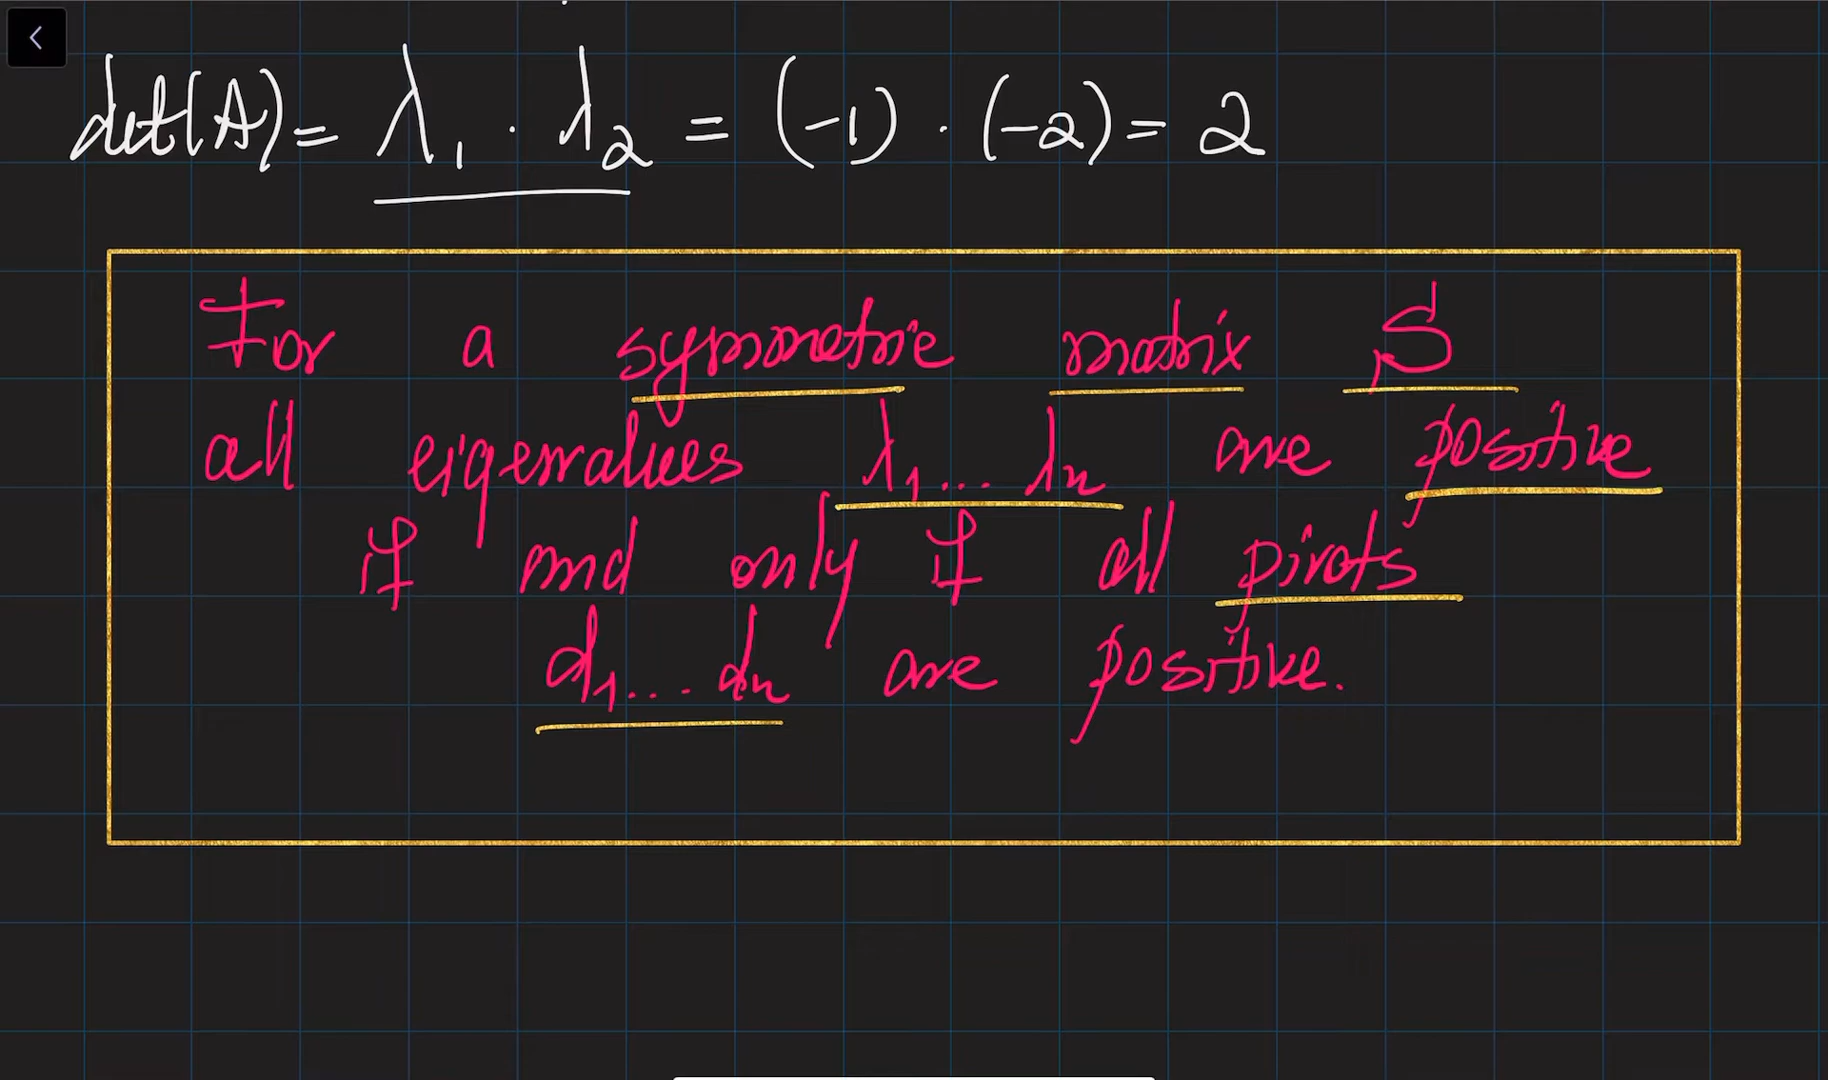 det(A) = λ₁ · λ₂ = (-1) · (-2) = 2
For a symmetric matrix S
all eigenvalues λ₁... λn are positive
if and only if all pivots
d₁... dn are positive.